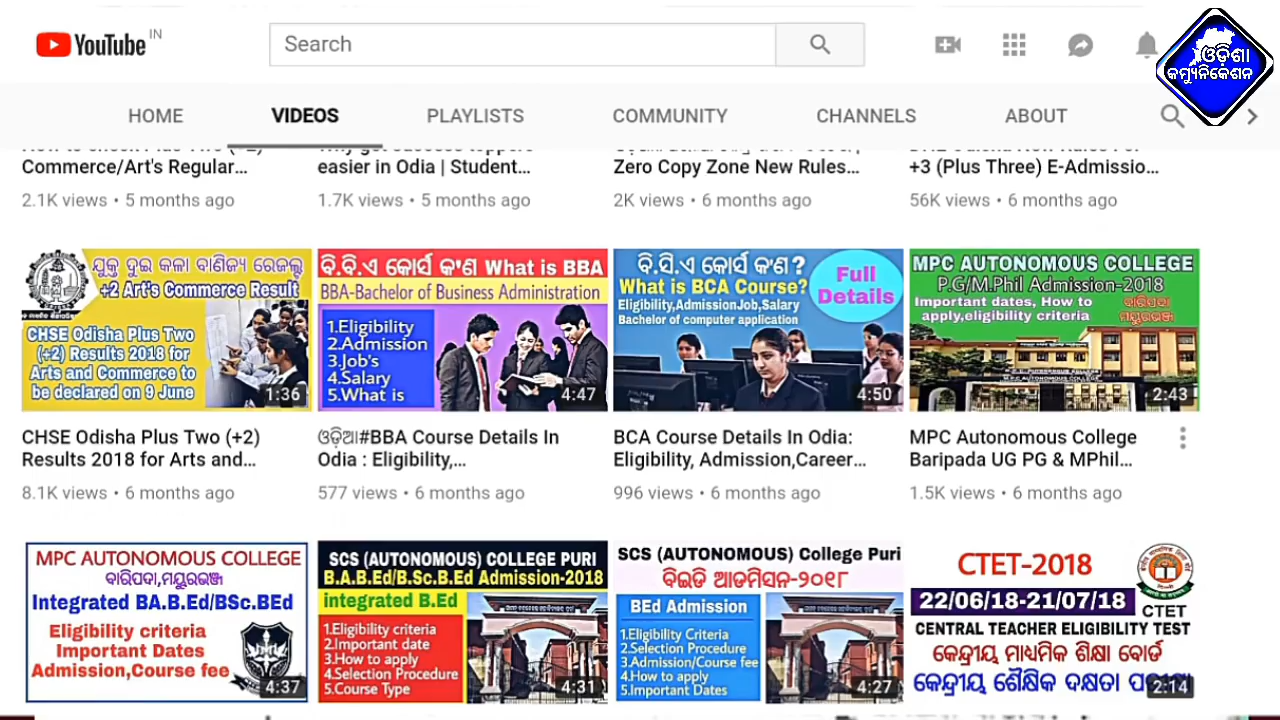 YouTube IN
Search
ଓଡ଼ିଶା
କମ୍ୟୁନିକେଶନ
HOME
VIDEOS
PLAYLISTS
COMMUNITY
CHANNELS
ABOUT
Commerce/Art's Regular...
2.1K views • 5 months ago
easier in Odia | Student...
1.7K views • 5 months ago
Zero Copy Zone New Rules...
2K views • 6 months ago
+3 (Plus Three) E-Admissio...
56K views • 6 months ago
ଯୁକ୍ତ ଦୁଇ କଳା ବାଣିଜ୍ୟ ରେଜଲ୍ଟ
+2 Art's Commerce Result
CHSE Odisha Plus Two
(+2) Results 2018 for
Arts and Commerce to
be declared on 9 June
1:36
CHSE Odisha Plus Two (+2)
Results 2018 for Arts and...
8.1K views • 6 months ago
ବି.ବି.ଏ କୋର୍ସ କ'ଣ What is BBA
BBA-Bachelor of Business Administration
1.Eligibility
2.Admission
3.Job's
4.Salary
5.What is
4:47
ଓଡ଼ିଆ#BBA Course Details In
Odia : Eligibility,...
577 views • 6 months ago
ବି.ସି.ଏ କୋର୍ସ କ'ଣ ?
What is BCA Course?
Eligibility,Admission,Job,Salary
Bachelor of computer application
Full
Details
4:50
BCA Course Details In Odia:
Eligibility, Admission,Career...
996 views • 6 months ago
MPC AUTONOMOUS COLLEGE
P.G/M.Phil Admission-2018
Important dates, How to
apply,eligibility criteria
ବାରିପଦା
ମୟୂରଭଞ୍ଜ
2:43
MPC Autonomous College
Baripada UG PG & MPhil...
1.5K views • 6 months ago
MPC AUTONOMOUS COLLEGE
ବାରିପଦା,ମୟୂରଭଞ୍ଜ
Integrated BA.B.Ed/BSc.BEd
Eligibility criteria
Important Dates
Admission,Course fee
4:37
SCS (AUTONOMOUS) COLLEGE PURI
B.A.B.Ed/B.Sc.B.Ed Admission-2018
integrated B.Ed
1.Eligibility criteria
2.Important date
3.How to apply
4.Selection Procedure
5.Course Type
4:31
SCS (AUTONOMOUS) College Puri
ବିଇଡି ଆଡମିସନ-୨୦୧୮
BEd Admission
1.Eligibility Criteria
2.Selection Procedure
3.Admission/Course fee
4.How to apply
5.Important Dates
4:27
CTET-2018
22/06/18-21/07/18
CTET
CENTRAL TEACHER ELIGIBILITY TEST
କେନ୍ଦ୍ରୀୟ ମାଧ୍ୟମିକ ଶିକ୍ଷା ବୋର୍ଡ
କେନ୍ଦ୍ରୀୟ ଶୈକ୍ଷିକ ଦକ୍ଷତା
2:14